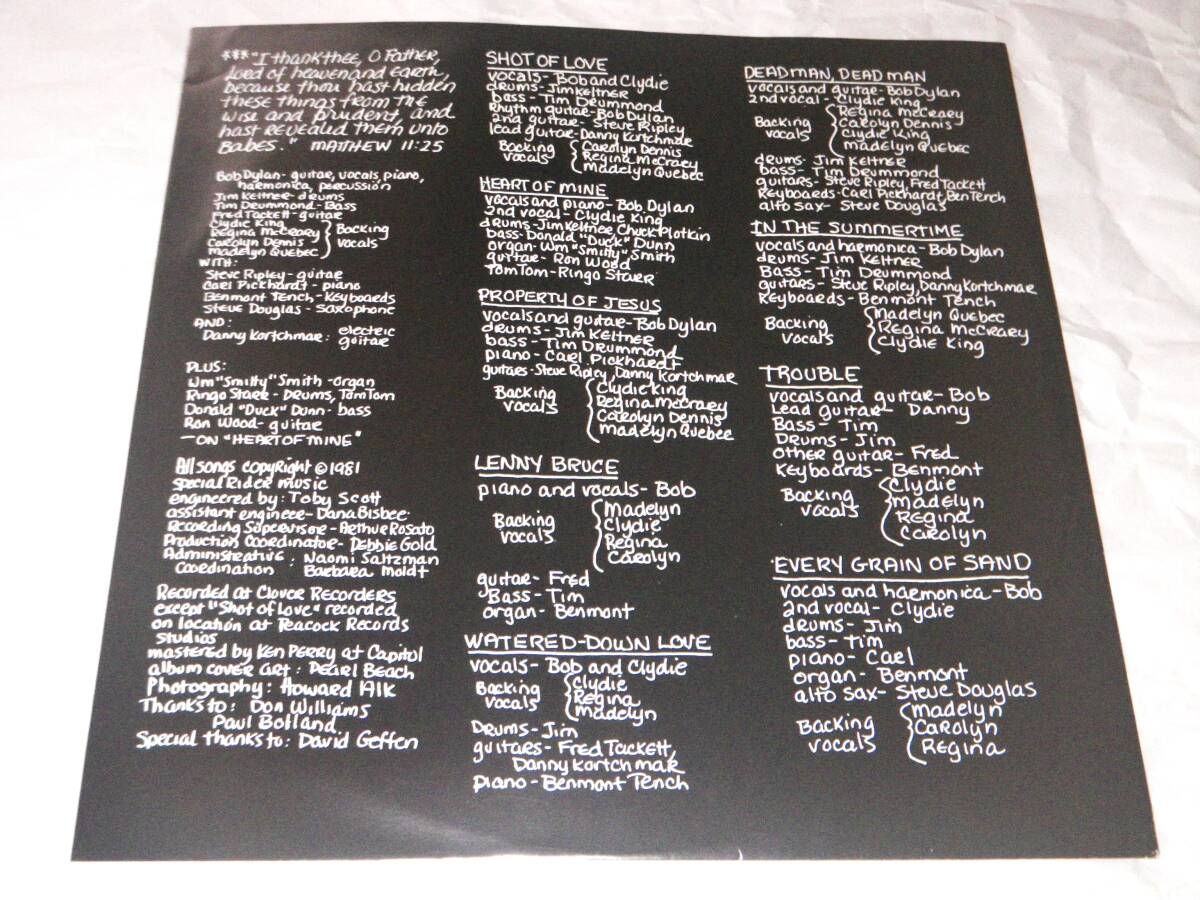 ***"I thank thee, O Father,
Lord of heaven and Earth,
because thou hast hidden
these things from the
wise and prudent, and
hast revealed them unto
Babes." MATTHEW 11:25
Bob Dylan- guitar, vocals, piano,
harmonica, percussion
Jim Keltner- drums
Tim Drummond- Bass
Fred Tackett- guitar
Clydie King
Regina McCrary
Carolyn Dennis
Madelyn Quebec
Backing
vocals
WITH:
Steve Ripley- guitar
Carl Pickhardt- piano
Benmont Tench- Keyboards
Steve Douglas- Saxophone
AND:
Danny Kortchmar: electric
guitar
PLUS:
Wm "Smitty" Smith -organ
Ringo Starr- Drums, TomTom
Donald "Duck" Dunn- bass
Ron Wood- guitar
-ON "HEART OF MINE"
All songs copyright ©1981
special Rider music
engineered by: Toby Scott
assistant engineer- Dana Bisbee
Recording Supervisor- Arthur Rosato
Production Coordinator- Debbie Gold
Administrative : Naomi Saltzman
Coordination Barbara Moldt
Recorded at Clover Recorders
except "Shot of Love" recorded
on location at Peacock Records
Studios
mastered by KEN PERRY at Capitol
album cover art: Pearl Beach
Photography: Howard Alk
Thanks to: Don Williams
Paul Bolland
Special thanks to: David Geffen
SHOT OF LOVE
vocals- Bob and Clydie
drums- Jim Keltner
bass- Tim Drummond
Rhythm guitar- Bob Dylan
2nd guitar- Steve Ripley
lead guitar- Danny Kortchmar
Backing
vocals
Carolyn Dennis
Regina McCraey
Madelyn Quebec
HEART OF MINE
vocals and piano- Bob Dylan
2nd vocal- Clydie King
drums- Jim Keltner, Chuck Plotkin
bass- Donald "Duck" Dunn
organ- Wm "Smitty" Smith
guitar- Ron Wood
Tom Tom- Ringo Starr
PROPERTY OF JESUS
vocals and guitar- Bob Dylan
drums- Jim Keltner
bass- Tim Drummond
piano- Carl Pickhardt
guitars- Steve Ripley, Danny Kortchmar
Backing
vocals
Clydie King
Regina McCraey
Carolyn Dennis
Madelyn Quebec
LENNY BRUCE
piano and vocals- Bob
Backing
vocals
Madelyn
Clydie
Regina
Carolyn
guitar- Fred
Bass- Tim
organ- Benmont
WATERED-DOWN LOVE
vocals- Bob and Clydie
Backing
vocals
Clydie
Regina
Madelyn
Drums- Jim
guitars- Fred Tackett,
Danny Kortchmar
piano- Benmont Tench
DEAD MAN, DEAD MAN
vocals and guitar- Bob Dylan
2nd vocal- Clydie King
Backing
vocals
Regina McCrary
Carolyn Dennis
Clydie King
Madelyn Quebec
drums- Jim Keltner
bass- Tim Drummond
guitars- Steve Ripley, Fred Tackett
Keyboards- Carl Pickhardt, Ben Tench
alto sax- Steve Douglas
IN THE SUMMERTIME
vocals and harmonica- Bob Dylan
drums- Jim Keltner
Bass- Tim Drummond
guitars- Steve Ripley, Danny Kortchmar
Keyboards- Benmont Tench
Backing
vocals
Madelyn Quebec
Regina McCreary
Clydie King
TROUBLE
vocals and guitar- Bob
Lead guitar- Danny
Bass- Tim
Drums- Jim
other guitar- Fred
Keyboards- Benmont
Backing
vocals
Clydie
Madelyn
Regina
Carolyn
EVERY GRAIN OF SAND
vocals and harmonica- Bob
2nd vocal- Clydie
drums- Jim
bass- Tim
piano- Carl
organ- Benmont
alto sax- Steve Douglas
Backing
vocals
Madelyn
Carolyn
Regina